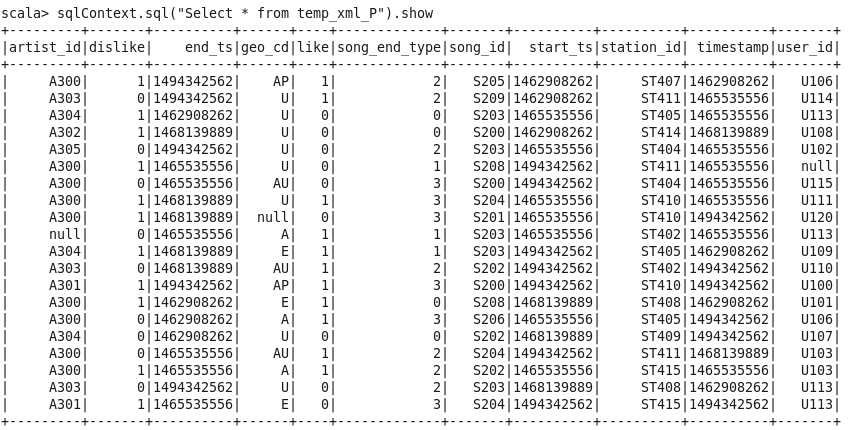 scala> sqlContext.sql("Select * from temp_xml_P").show
+---------+-------+----------+------+----+-------------+-------+----------+----------+----------+-------+
|artist_id|dislike|    end_ts|geo_cd|like|song_end_type|song_id|  start_ts|station_id| timestamp|user_id|
+---------+-------+----------+------+----+-------------+-------+----------+----------+----------+-------+
|     A300|      1|1494342562|    AP|   1|            2|   S205|1462908262|     ST407|1462908262|   U106|
|     A303|      0|1494342562|     U|   1|            2|   S209|1462908262|     ST411|1465535556|   U114|
|     A304|      1|1462908262|     U|   0|            0|   S203|1465535556|     ST405|1465535556|   U113|
|     A302|      1|1468139889|     U|   0|            0|   S200|1462908262|     ST414|1468139889|   U108|
|     A305|      0|1494342562|     U|   0|            2|   S203|1465535556|     ST404|1465535556|   U102|
|     A300|      1|1465535556|     U|   0|            1|   S208|1494342562|     ST411|1465535556|   null|
|     A300|      0|1465535556|    AU|   0|            3|   S200|1494342562|     ST404|1465535556|   U115|
|     A300|      1|1468139889|     U|   1|            3|   S204|1465535556|     ST410|1465535556|   U111|
|     A300|      1|1468139889|  null|   0|            3|   S201|1465535556|     ST410|1494342562|   U120|
|     null|      0|1465535556|     A|   1|            1|   S203|1465535556|     ST402|1465535556|   U113|
|     A304|      1|1468139889|     E|   1|            1|   S203|1494342562|     ST405|1462908262|   U109|
|     A303|      0|1468139889|    AU|   1|            2|   S202|1465535556|     ST402|1494342562|   U110|
|     A301|      1|1494342562|    AP|   1|            3|   S200|1494342562|     ST410|1494342562|   U100|
|     A300|      1|1462908262|     E|   1|            0|   S208|1468139889|     ST408|1462908262|   U101|
|     A300|      0|1462908262|     A|   1|            3|   S206|1465535556|     ST405|1494342562|   U106|
|     A304|      0|1462908262|     U|   0|            0|   S202|1468139889|     ST409|1494342562|   U107|
|     A300|      0|1465535556|    AU|   1|            2|   S204|1494342562|     ST411|1468139889|   U103|
|     A300|      1|1465535556|     A|   1|            2|   S202|1465535556|     ST415|1465535556|   U103|
|     A303|      0|1494342562|     U|   0|            2|   S203|1468139889|     ST408|1462908262|   U113|
|     A301|      1|1465535556|     E|   0|            3|   S204|1494342562|     ST415|1494342562|   U113|
+---------+-------+----------+------+----+-------------+-------+----------+----------+----------+-------+